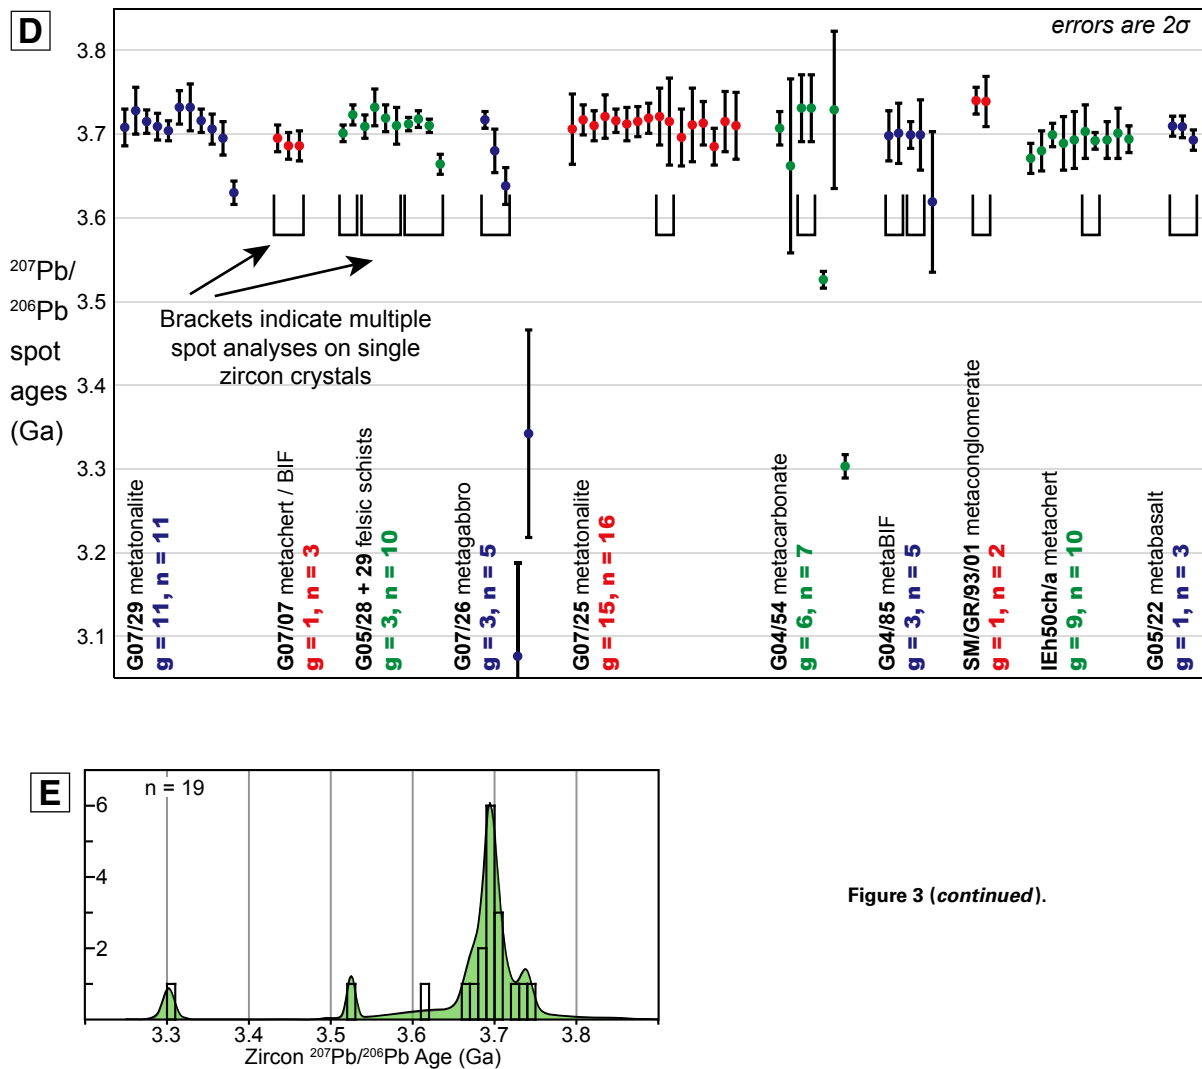 D
errors are 2σ
3.8
3.7
3.6
3.5
3.4
3.3
3.2
3.1
²⁰⁷Pb/
²⁰⁶Pb
spot
ages
(Ga)
Brackets indicate multiple
spot analyses on single
zircon crystals
G07/29 metatonalite
g = 11, n = 11
G07/07 metachert / BIF
g = 1, n = 3
G05/28 + 29 felsic schists
g = 3, n = 10
G07/26 metagabbro
g = 3, n = 5
G07/25 metatonalite
g = 15, n = 16
G04/54 metacarbonate
g = 6, n = 7
G04/85 metaBIF
g = 3, n = 5
SM/GR/93/01 metaconglomerate
g = 1, n = 2
IEh50ch/a metachert
g = 9, n = 10
G05/22 metabasalt
g = 1, n = 3
E
n = 19
6
4
2
3.3 3.4 3.5 3.6 3.7 3.8
Zircon ²⁰⁷Pb/²⁰⁶Pb Age (Ga)
Figure 3 (continued).